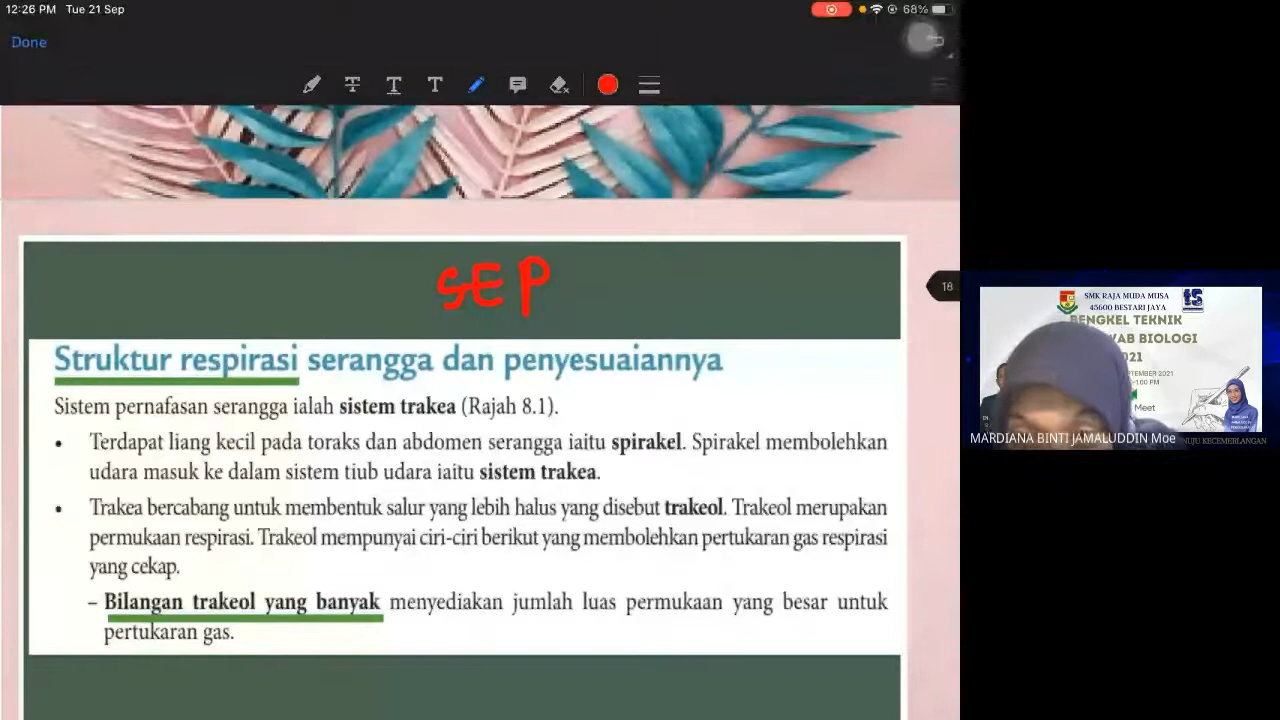 12:26 PM Tue 21 Sep
68%
Done
SEP
18
Struktur respirasi serangga dan penyesuaiannya
Sistem pernafasan serangga ialah sistem trakea (Rajah 8.1).
• Terdapat liang kecil pada toraks dan abdomen serangga iaitu spirakel. Spirakel membolehkan
udara masuk ke dalam sistem tiub udara iaitu sistem trakea.
• Trakea bercabang untuk membentuk salur yang lebih halus yang disebut trakeol. Trakeol merupakan
permukaan respirasi. Trakeol mempunyai ciri-ciri berikut yang membolehkan pertukaran gas respirasi
yang cekap.
– Bilangan trakeol yang banyak menyediakan jumlah luas permukaan yang besar untuk
pertukaran gas.
SMK RAJA MUDA MUSA
45600 BESTARI JAYA
BENGKEL TEKNIK
WAB BIOLOGI
021
EPTEMBER 2021
-1.00 PM
Meet
MARDIANA BINTI JAMALUDDIN Moe
NUJU KECEMERLANGAN